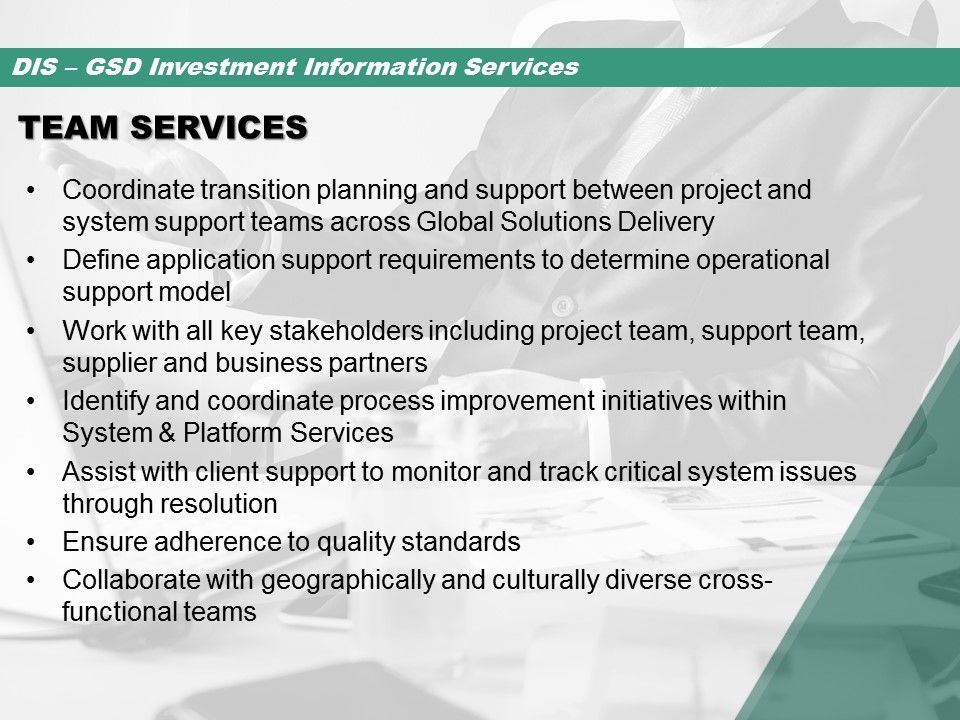 DIS – GSD Investment Information Services
TEAM SERVICES
• Coordinate transition planning and support between project and
system support teams across Global Solutions Delivery
• Define application support requirements to determine operational
support model
• Work with all key stakeholders including project team, support team,
supplier and business partners
• Identify and coordinate process improvement initiatives within
System & Platform Services
• Assist with client support to monitor and track critical system issues
through resolution
• Ensure adherence to quality standards
• Collaborate with geographically and culturally diverse cross-
functional teams